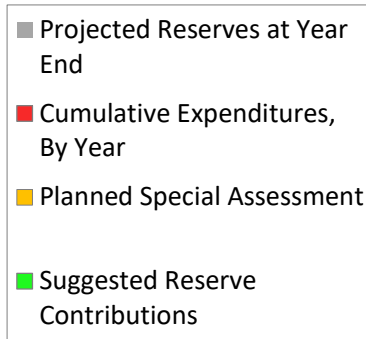 Projected Reserves at Year
End
Cumulative Expenditures,
By Year
Planned Special Assessment
Suggested Reserve
Contributions